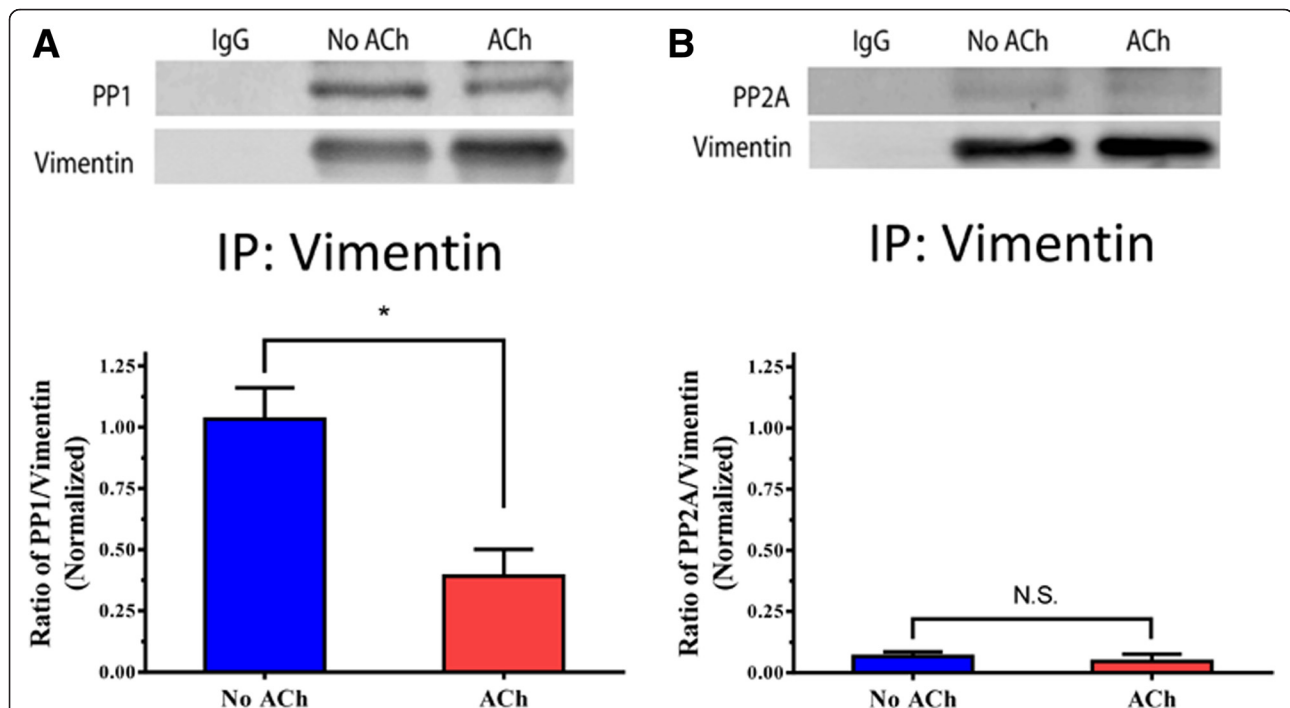 A
IgG No ACh ACh
PP1
Vimentin
IP: Vimentin
*
Ratio of PP1/Vimentin
(Normalized)
1.25
1.00
0.75
0.50
0.25
0.00
No ACh ACh
B
IgG No ACh ACh
PP2A
Vimentin
IP: Vimentin
Ratio of PP2A/Vimentin
(Normalized)
1.25
1.00
0.75
0.50
0.25
0.00
N.S.
No ACh ACh